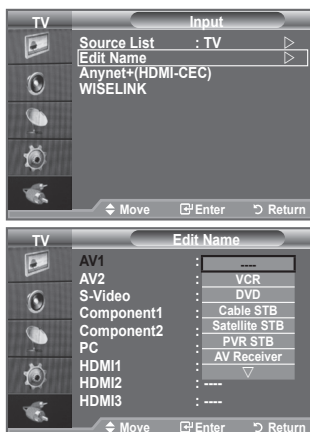 TV Input
Source List : TV
Edit Name
Anynet+(HDMI-CEC)
WISELINK
Move Enter Return
TV Edit Name
AV1 : ----
AV2 : VCR
S-Video : DVD
Component1 : Cable STB
Component2 : Satellite STB
PC : PVR STB
HDMI1 : AV Receiver
HDMI2 : ----
HDMI3 : ----
Move Enter Return